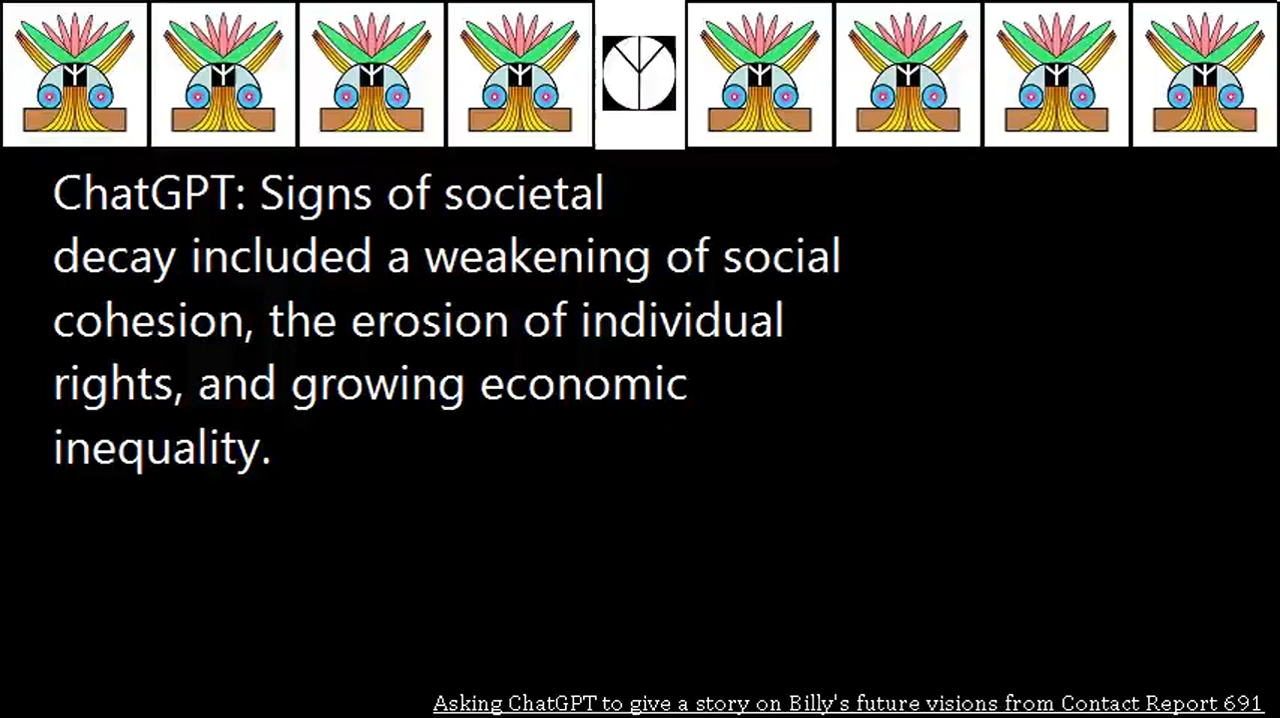 ChatGPT: Signs of societal
decay included a weakening of social
cohesion, the erosion of individual
rights, and growing economic
inequality.
Asking ChatGPT to give a story on Billy's future visions from Contact Report 691